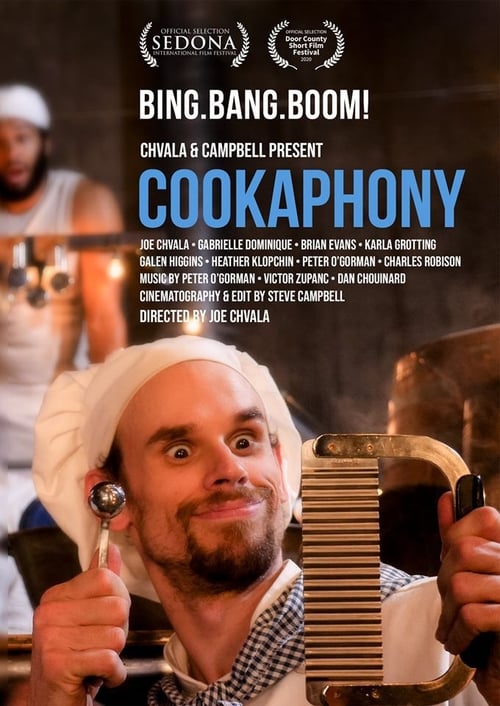 OFFICIAL SELECTION
SEDONA
INTERNATIONAL FILM FESTIVAL
OFFICIAL SELECTION
Door County
Short Film
Festival
2020
BING.BANG.BOOM!
CHVALA & CAMPBELL PRESENT
COOKAPHONY
JOE CHVALA • GABRIELLE DOMINIQUE • BRIAN EVANS • KARLA GROTTING
GALEN HIGGINS • HEATHER KLOPCHIN • PETER O'GORMAN • CHARLES ROBISON
MUSIC BY PETER O'GORMAN • VICTOR ZUPANC • DAN CHOUINARD
CINEMATOGRAPHY & EDIT BY STEVE CAMPBELL
DIRECTED BY JOE CHVALA